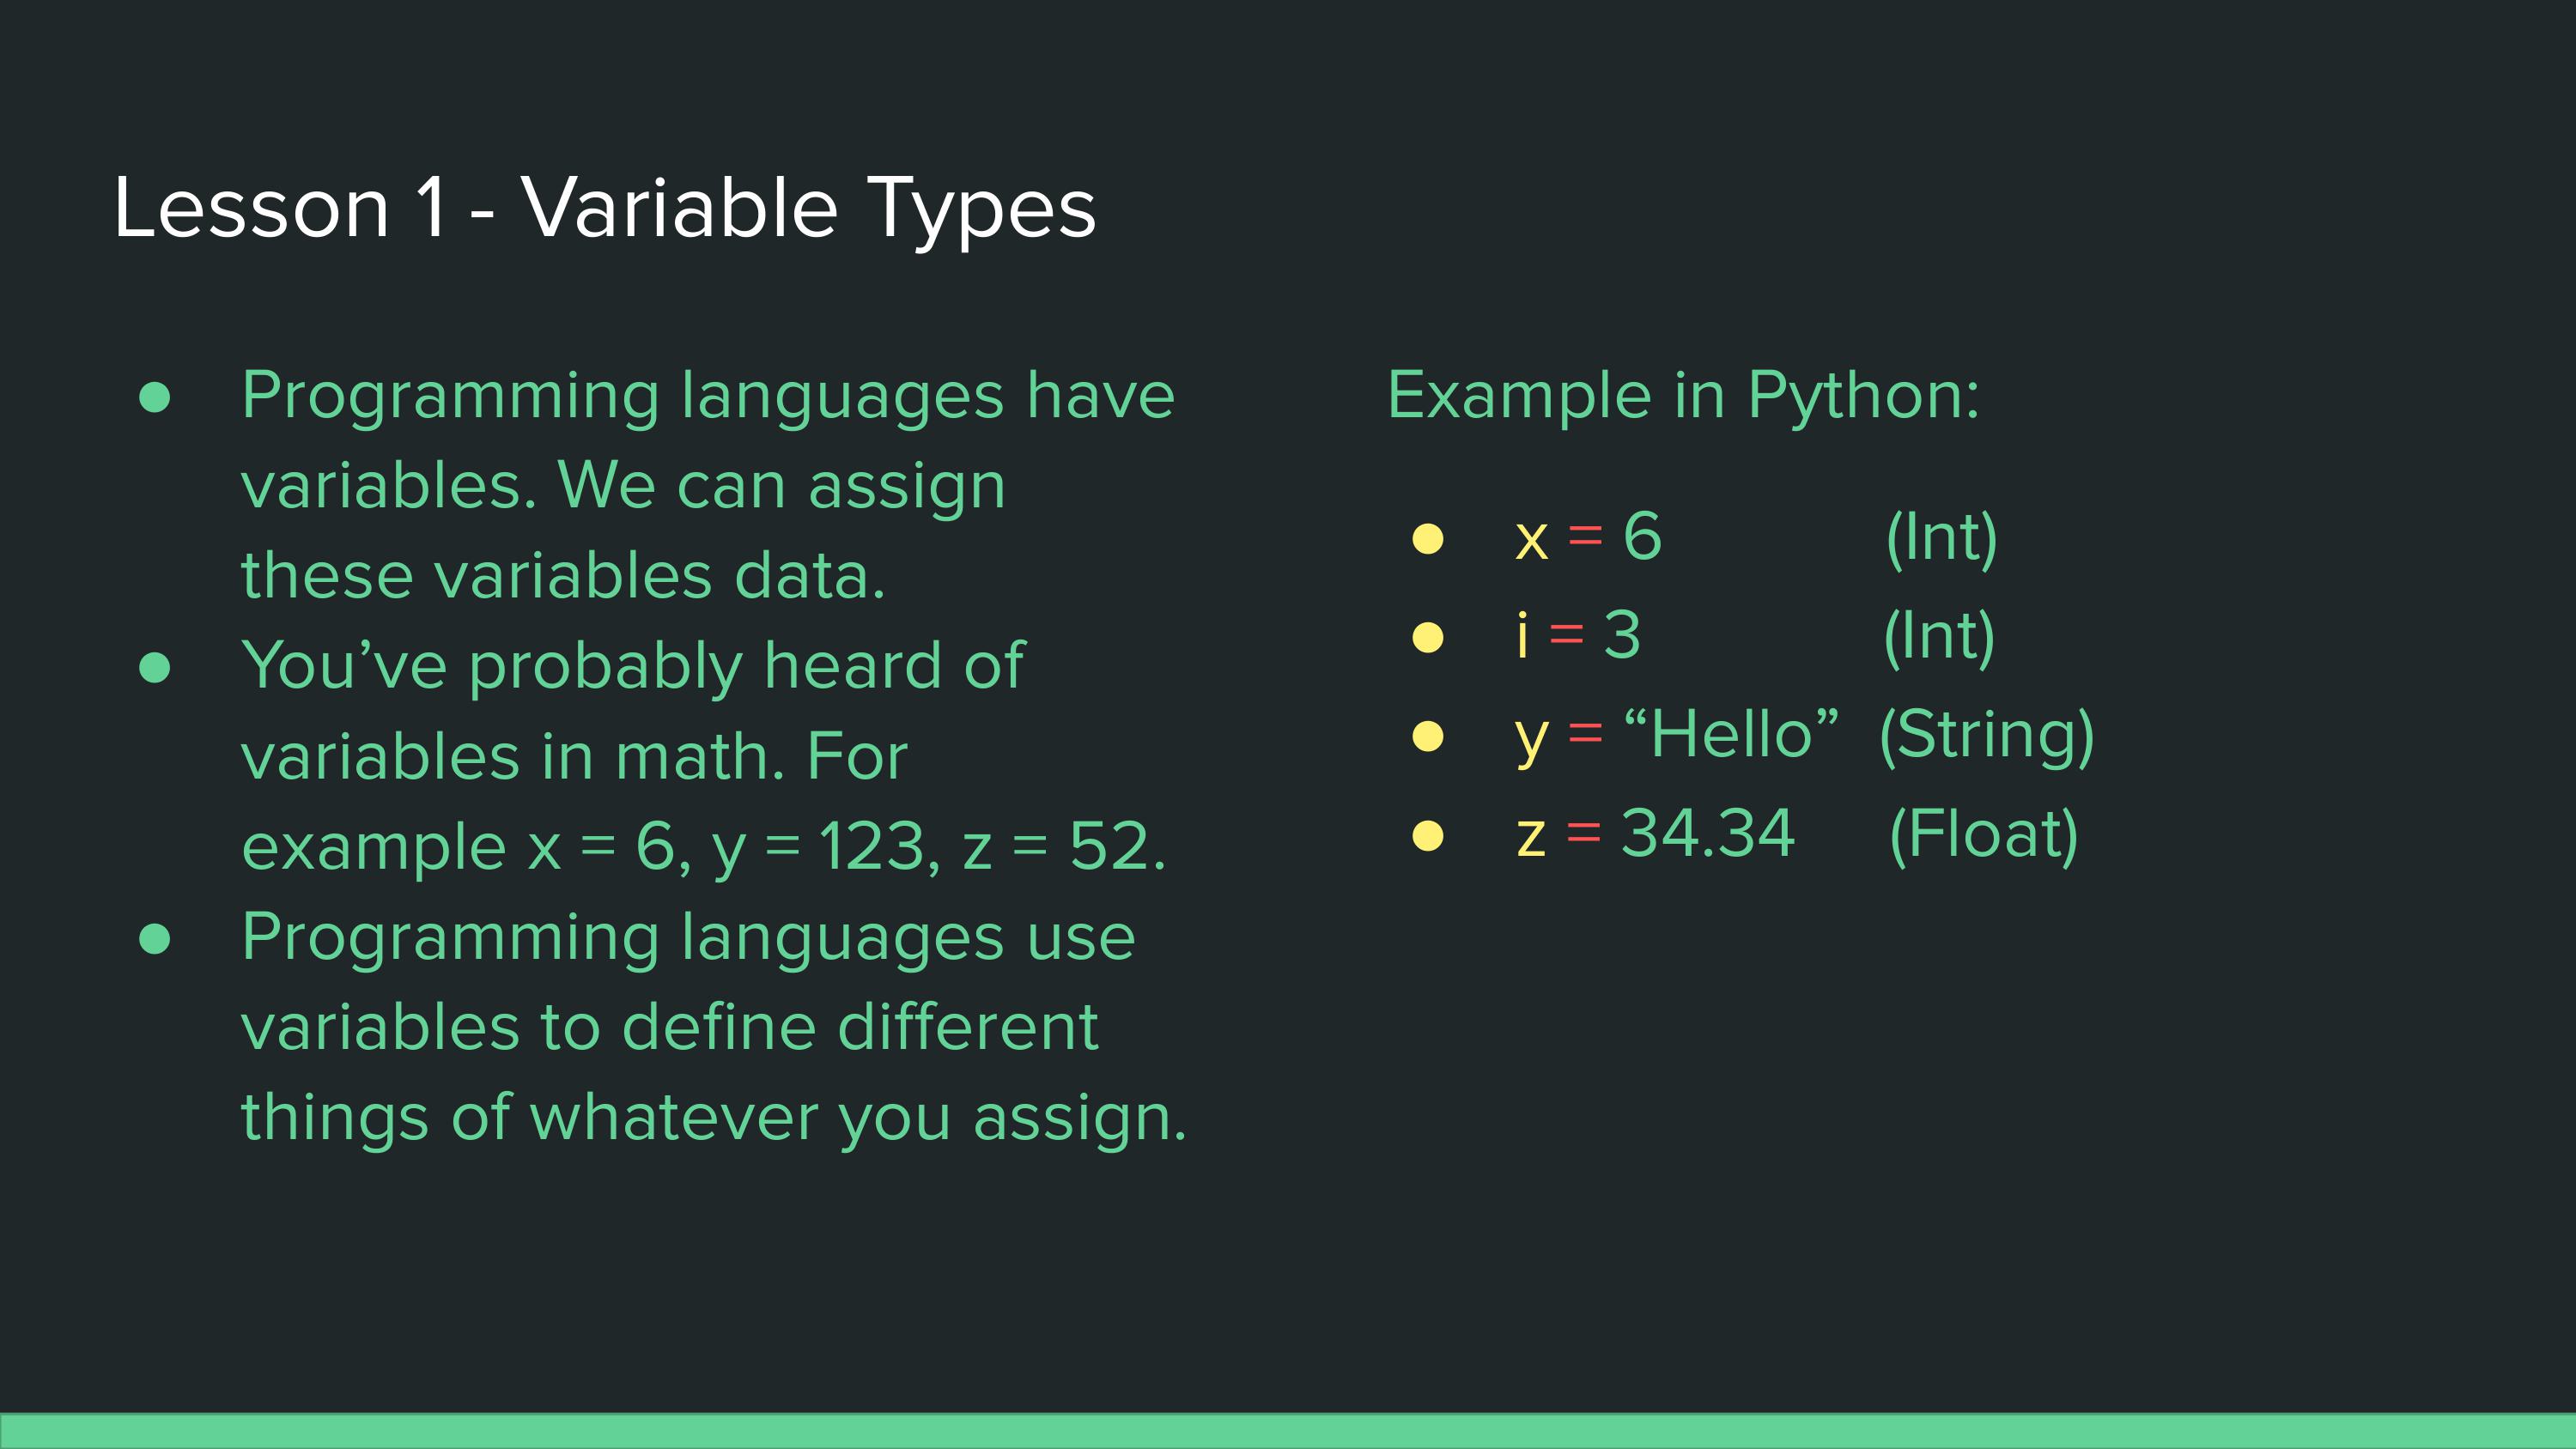 Lesson 1 - Variable Types
● Programming languages have
variables. We can assign
these variables data.
● You’ve probably heard of
variables in math. For
example x = 6, y = 123, z = 52.
● Programming languages use
variables to define different
things of whatever you assign.
Example in Python:
● x = 6 (Int)
● i = 3 (Int)
● y = “Hello” (String)
● z = 34.34 (Float)